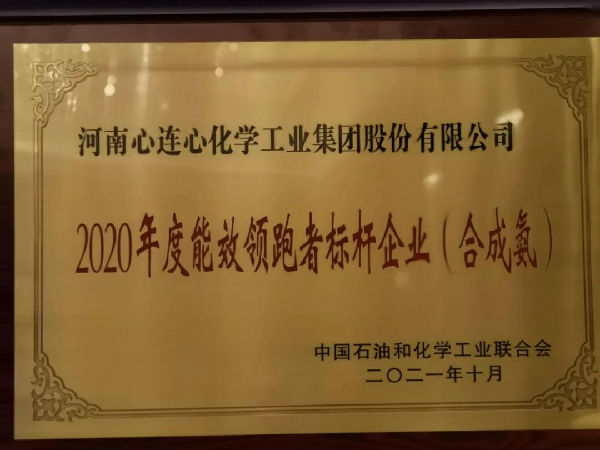 河南心连心化学工业集团股份有限公司
2020年度能效领跑者标杆企业（合成氨）
中国石油和化学工业联合会
二〇二一年十月